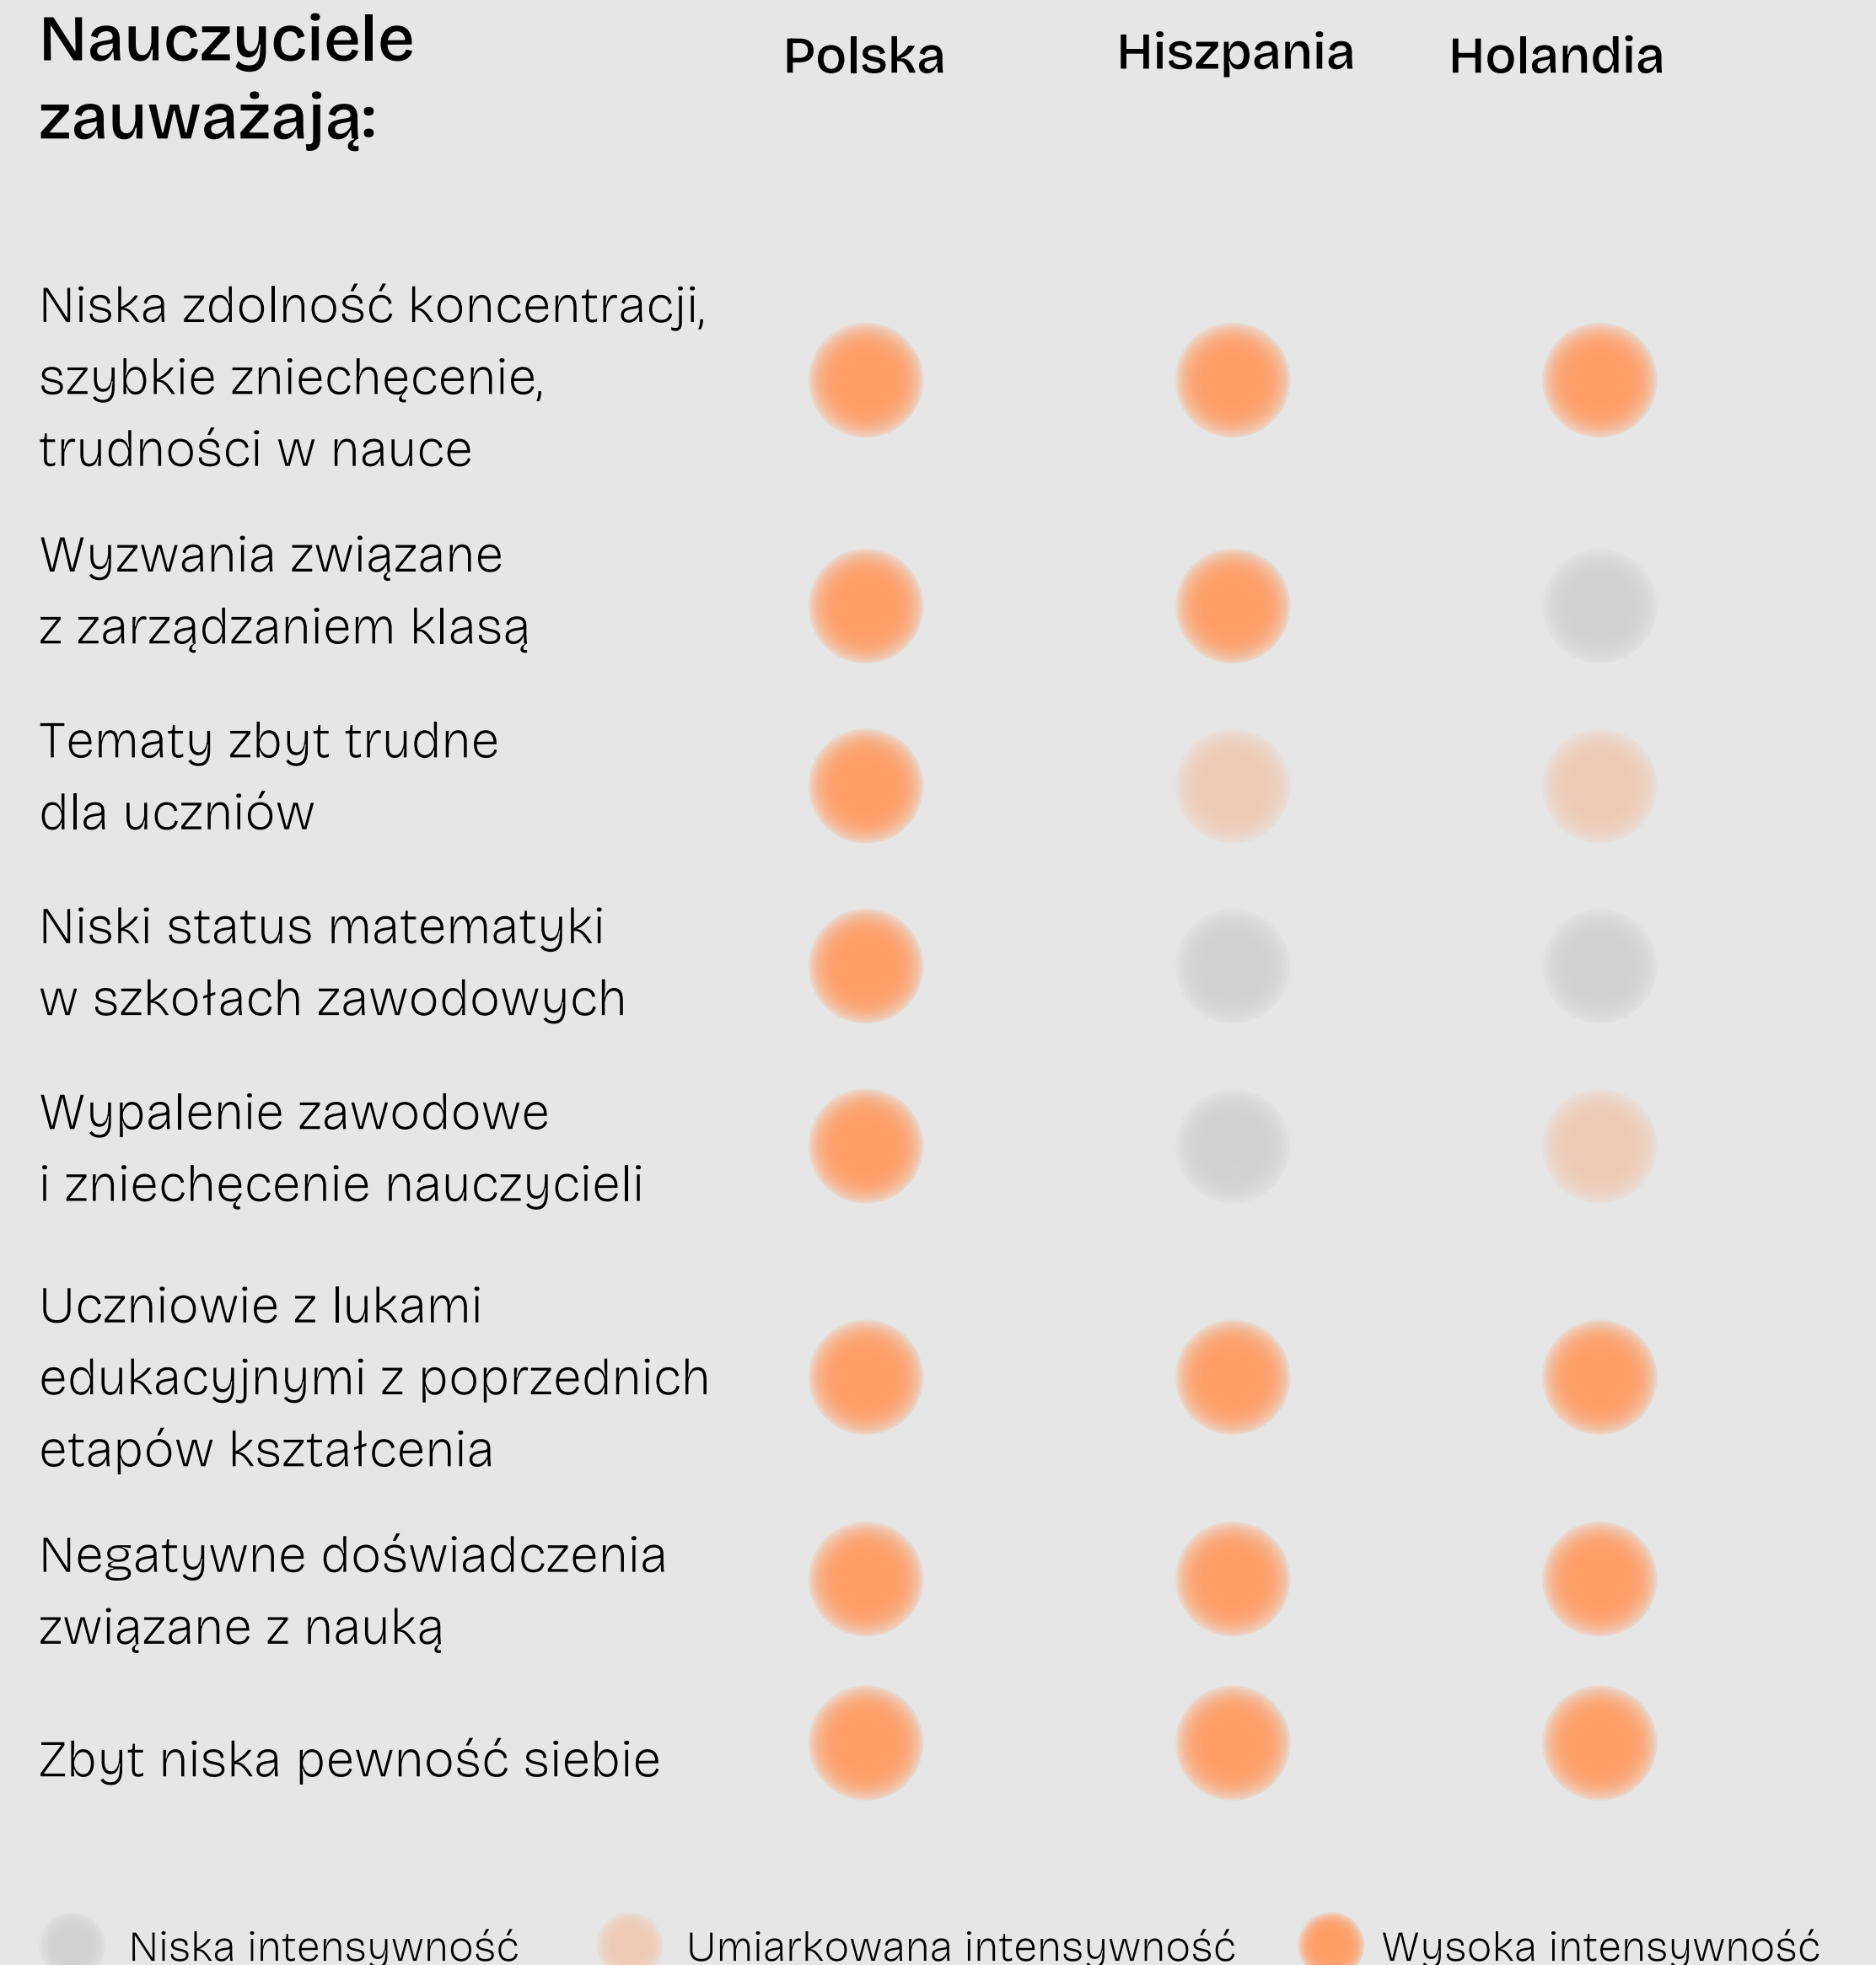 Nauczyciele
zauważają:
Polska
Hiszpania
Holandia
Niska zdolność koncentracji,
szybkie zniechęcenie,
trudności w nauce
Wyzwania związane
z zarządzaniem klasą
Tematy zbyt trudne
dla uczniów
Niski status matematyki
w szkołach zawodowych
Wypalenie zawodowe
i zniechęcenie nauczycieli
Uczniowie z lukami
edukacyjnymi z poprzednich
etapów kształcenia
Negatywne doświadczenia
związane z nauką
Zbyt niska pewność siebie
Niska intensywność
Umiarkowana intensywność
Wysoka intensywność